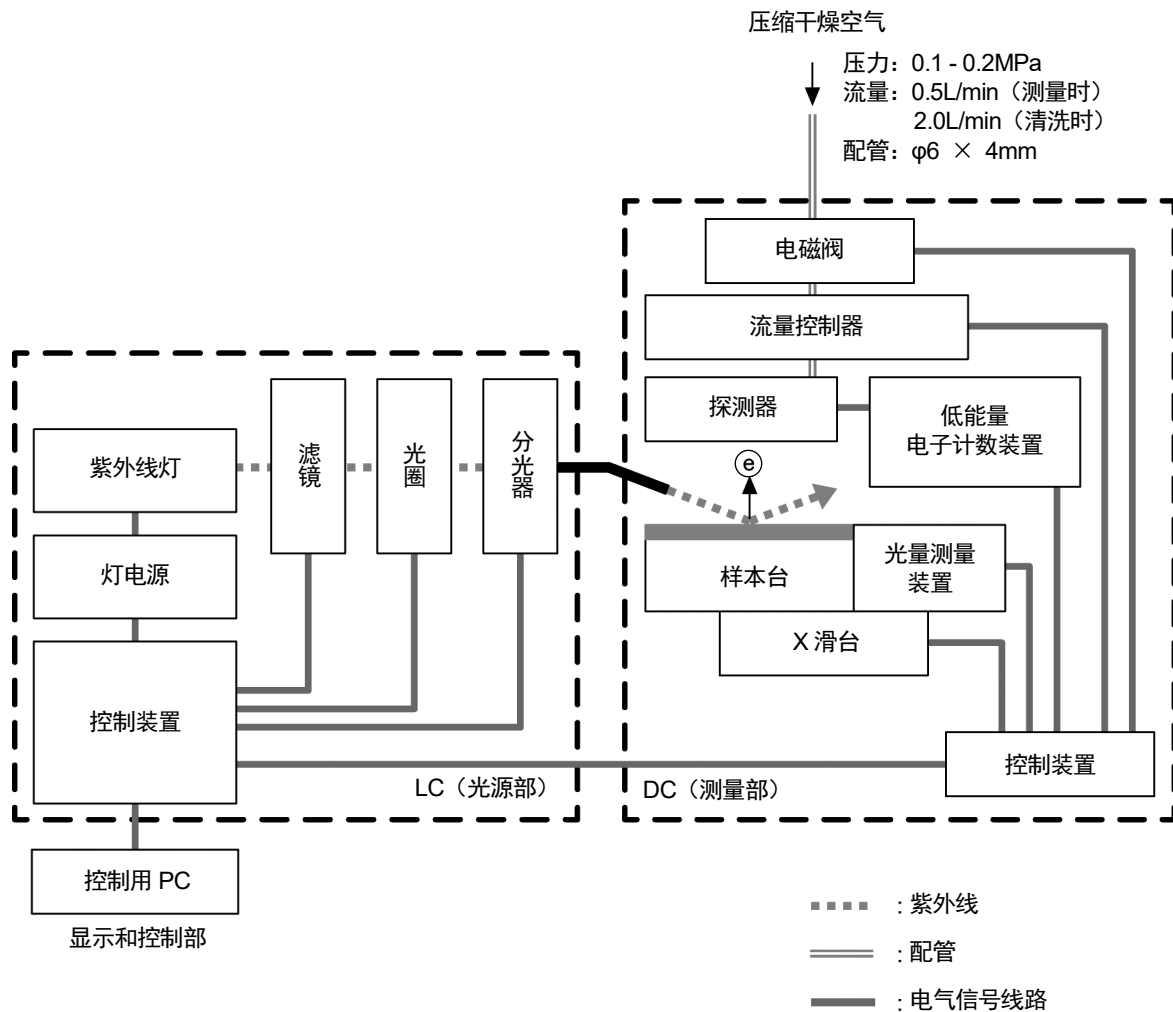 压缩干燥空气
压力：0.1 - 0.2MPa
流量：0.5L/min（测量时）
2.0L/min（清洗时）
配管：φ6 × 4mm
电磁阀
流量控制器
探测器
低能量
电子计数装置
e
紫外线灯
滤镜
光圈
分光器
灯电源
样本台
光量测量
装置
X 滑台
控制装置
控制装置
LC（光源部）
DC（测量部）
控制用 PC
显示和控制部
: 紫外线
: 配管
: 电气信号线路